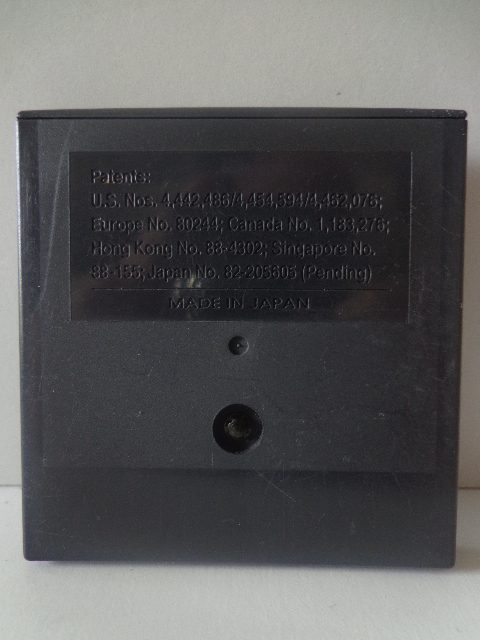 Patents:
U.S. Nos. 4,442,486/4,454,594/4,462,076;
Europe No. 80244; Canada No. 1,183,276;
Hong Kong No. 88-4302; Singapore No.
88-155; Japan No. 82-205605 (Pending)
MADE IN JAPAN